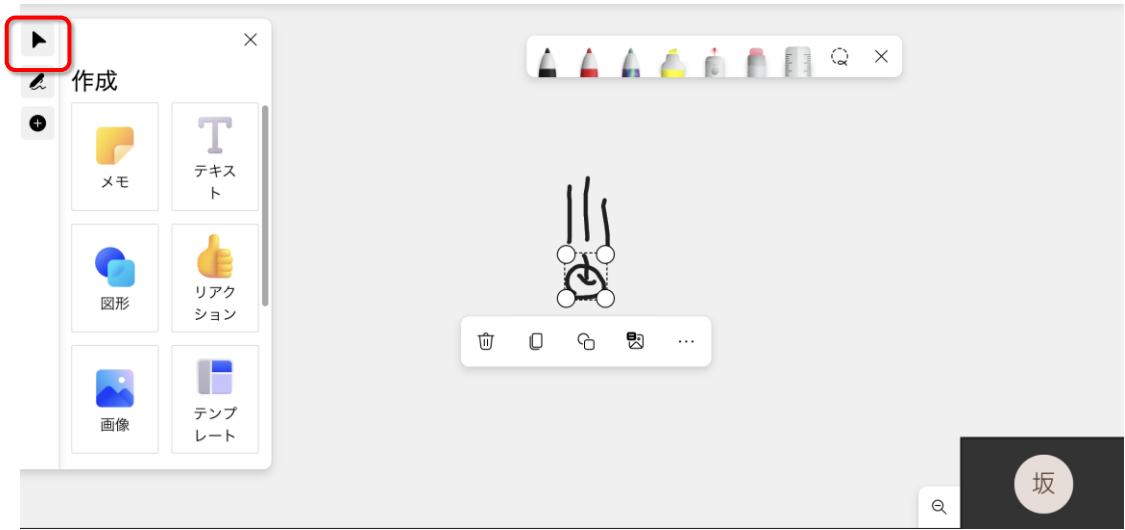 作成
メモ
テキス
ト
図形
リアク
ション
画像
テンプ
レート
坂